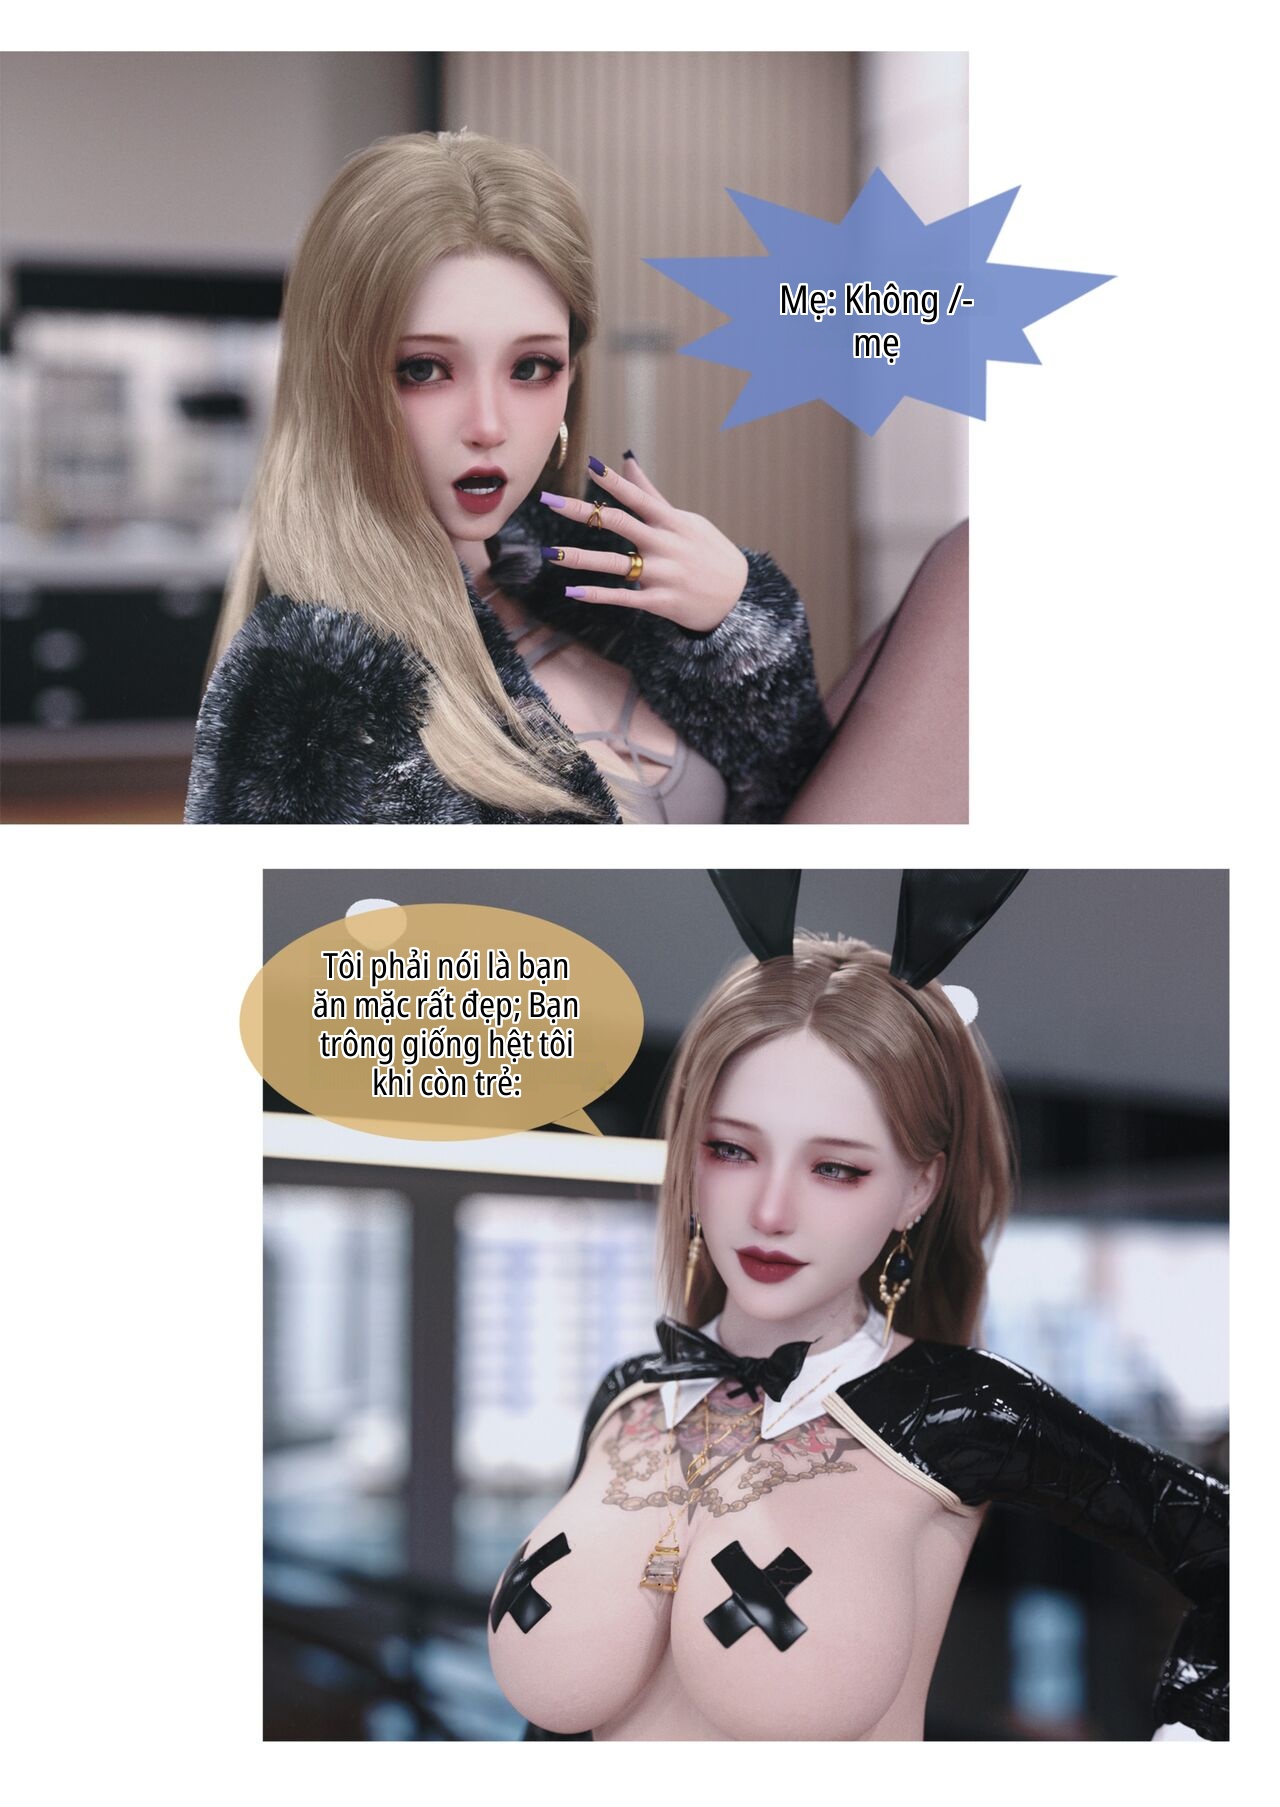 Mẹ: Không /-
mẹ
Tôi phải nói là bạn
ăn mặc rất đẹp; Bạn
trông giống hệt tôi
khi còn trẻ: